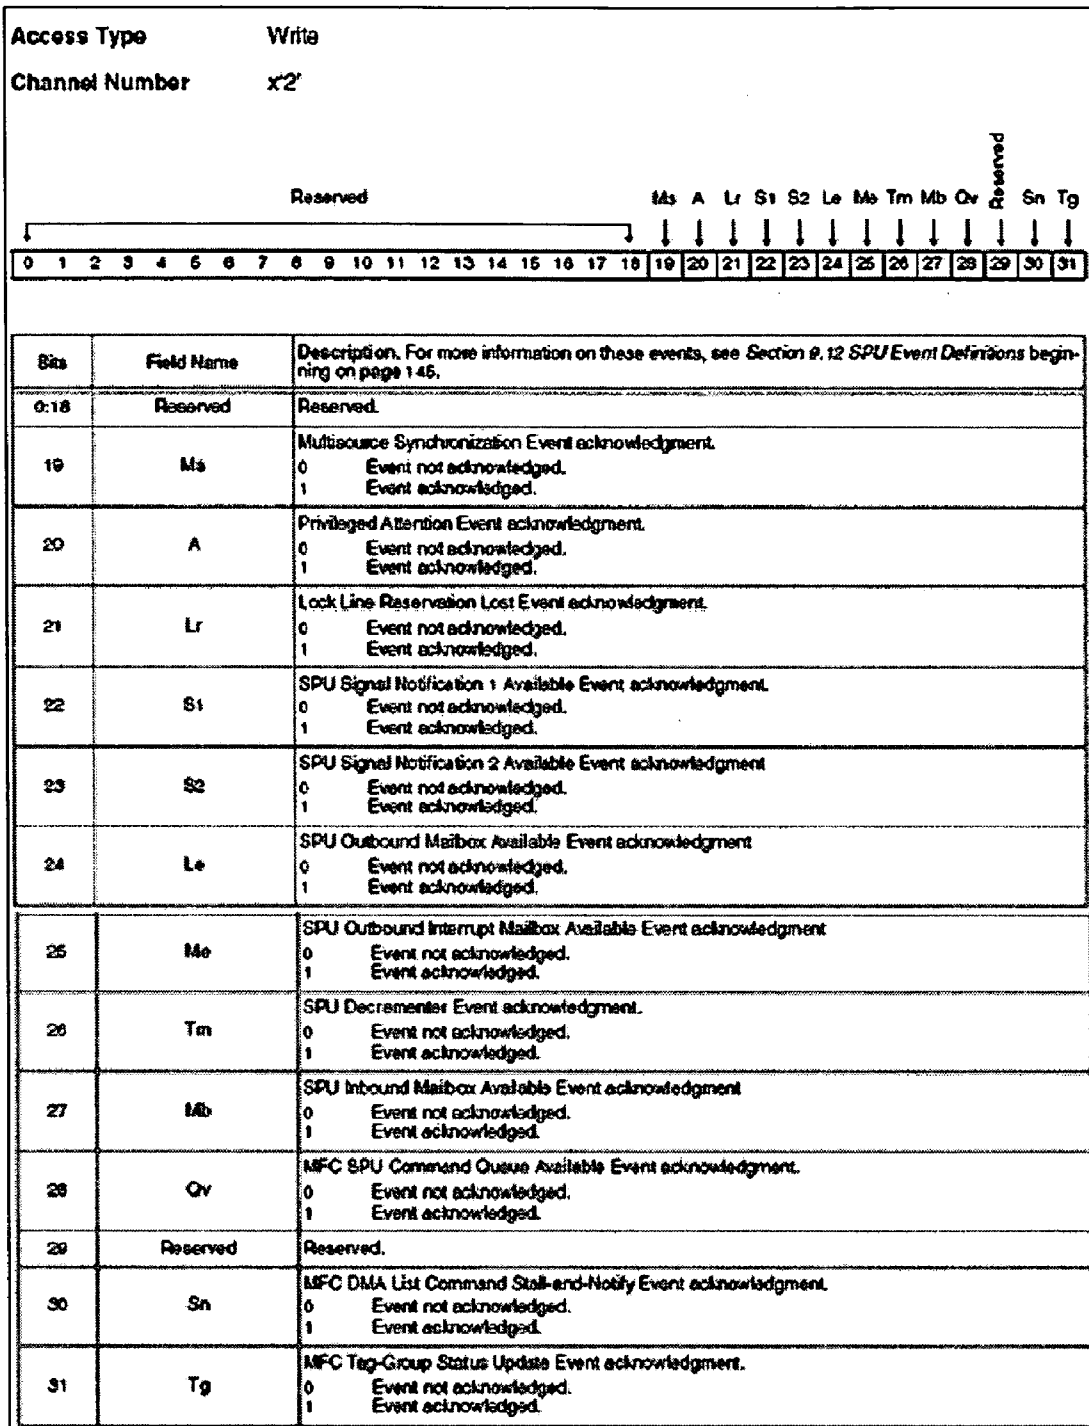 Access Type Write
Channel Number x'2'
Reserved
Reserved Ms A Lr S1 S2 Le Me Tm Mb Qv Sn Tg
0 1 2 3 4 5 6 7 8 9 10 11 12 13 14 15 16 17 18 19 20 21 22 23 24 25 26 27 28 29 30 31
Bits Field Name Description. For more information on these events, see Section 9.12 SPU Event Definitions begin-
ning on page 145.
0:18 Reserved Reserved.
Multisource Synchronization Event acknowledgment.
19 Ms 0 Event not acknowledged.
1 Event acknowledged.
Privileged Attention Event acknowledgment.
20 A 0 Event not acknowledged.
1 Event acknowledged.
Lock Line Reservation Lost Event acknowledgment.
21 Lr 0 Event not acknowledged.
1 Event acknowledged.
SPU Signal Notification 1 Available Event acknowledgment.
22 S1 0 Event not acknowledged.
1 Event acknowledged.
SPU Signal Notification 2 Available Event acknowledgment
23 S2 0 Event not acknowledged.
1 Event acknowledged.
SPU Outbound Mailbox Available Event acknowledgment
24 Le 0 Event not acknowledged.
1 Event acknowledged.
SPU Outbound Interrupt Mailbox Available Event acknowledgment
25 Me 0 Event not acknowledged.
1 Event acknowledged.
SPU Decrementer Event acknowledgment.
26 Tm 0 Event not acknowledged.
1 Event acknowledged.
SPU Inbound Mailbox Available Event acknowledgment
27 Mb 0 Event not acknowledged.
1 Event acknowledged.
MFC SPU Command Queue Available Event acknowledgment.
28 Qv 0 Event not acknowledged.
1 Event acknowledged.
29 Reserved Reserved.
MFC DMA List Command Stall-and-Notify Event acknowledgment.
30 Sn 0 Event not acknowledged.
1 Event acknowledged.
MFC Tag-Group Status Update Event acknowledgment.
31 Tg 0 Event not acknowledged.
1 Event acknowledged.